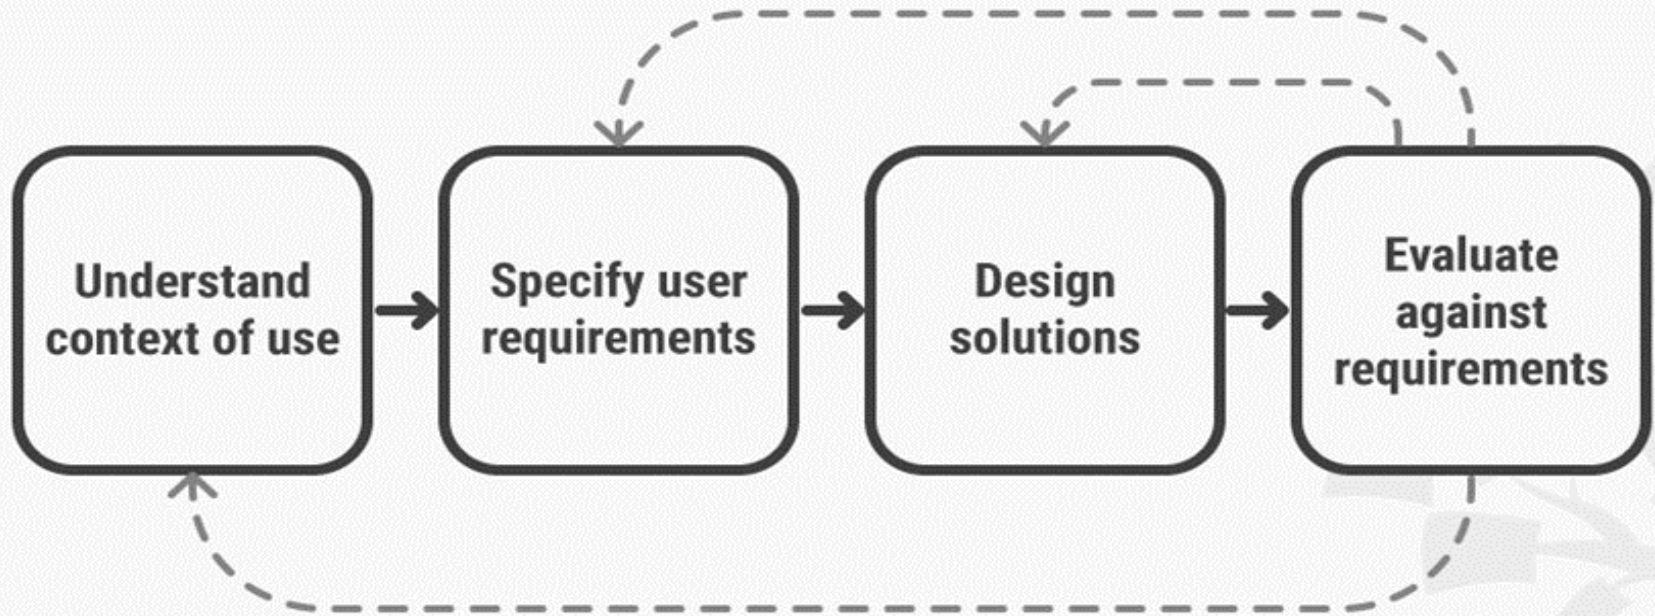 Understand
context of use
Specify user
requirements
Design
solutions
Evaluate
against
requirements